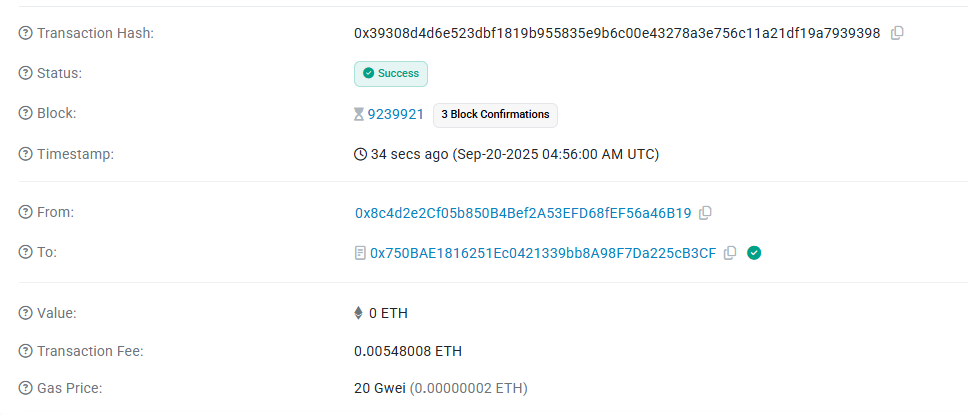 Transaction Hash: 0x39308d4d6e523dbf1819b955835e9b6c00e43278a3e756c11a21df19a7939398
Status: Success
Block: 9239921 3 Block Confirmations
Timestamp: 34 secs ago (Sep-20-2025 04:56:00 AM UTC)
From: 0x8c4d2e2Cf05b850B4Bef2A53EFD68fEF56a46B19
To: 0x750BAE1816251Ec0421339bb8A98F7Da225cB3CF
Value: 0 ETH
Transaction Fee: 0.00548008 ETH
Gas Price: 20 Gwei (0.00000002 ETH)